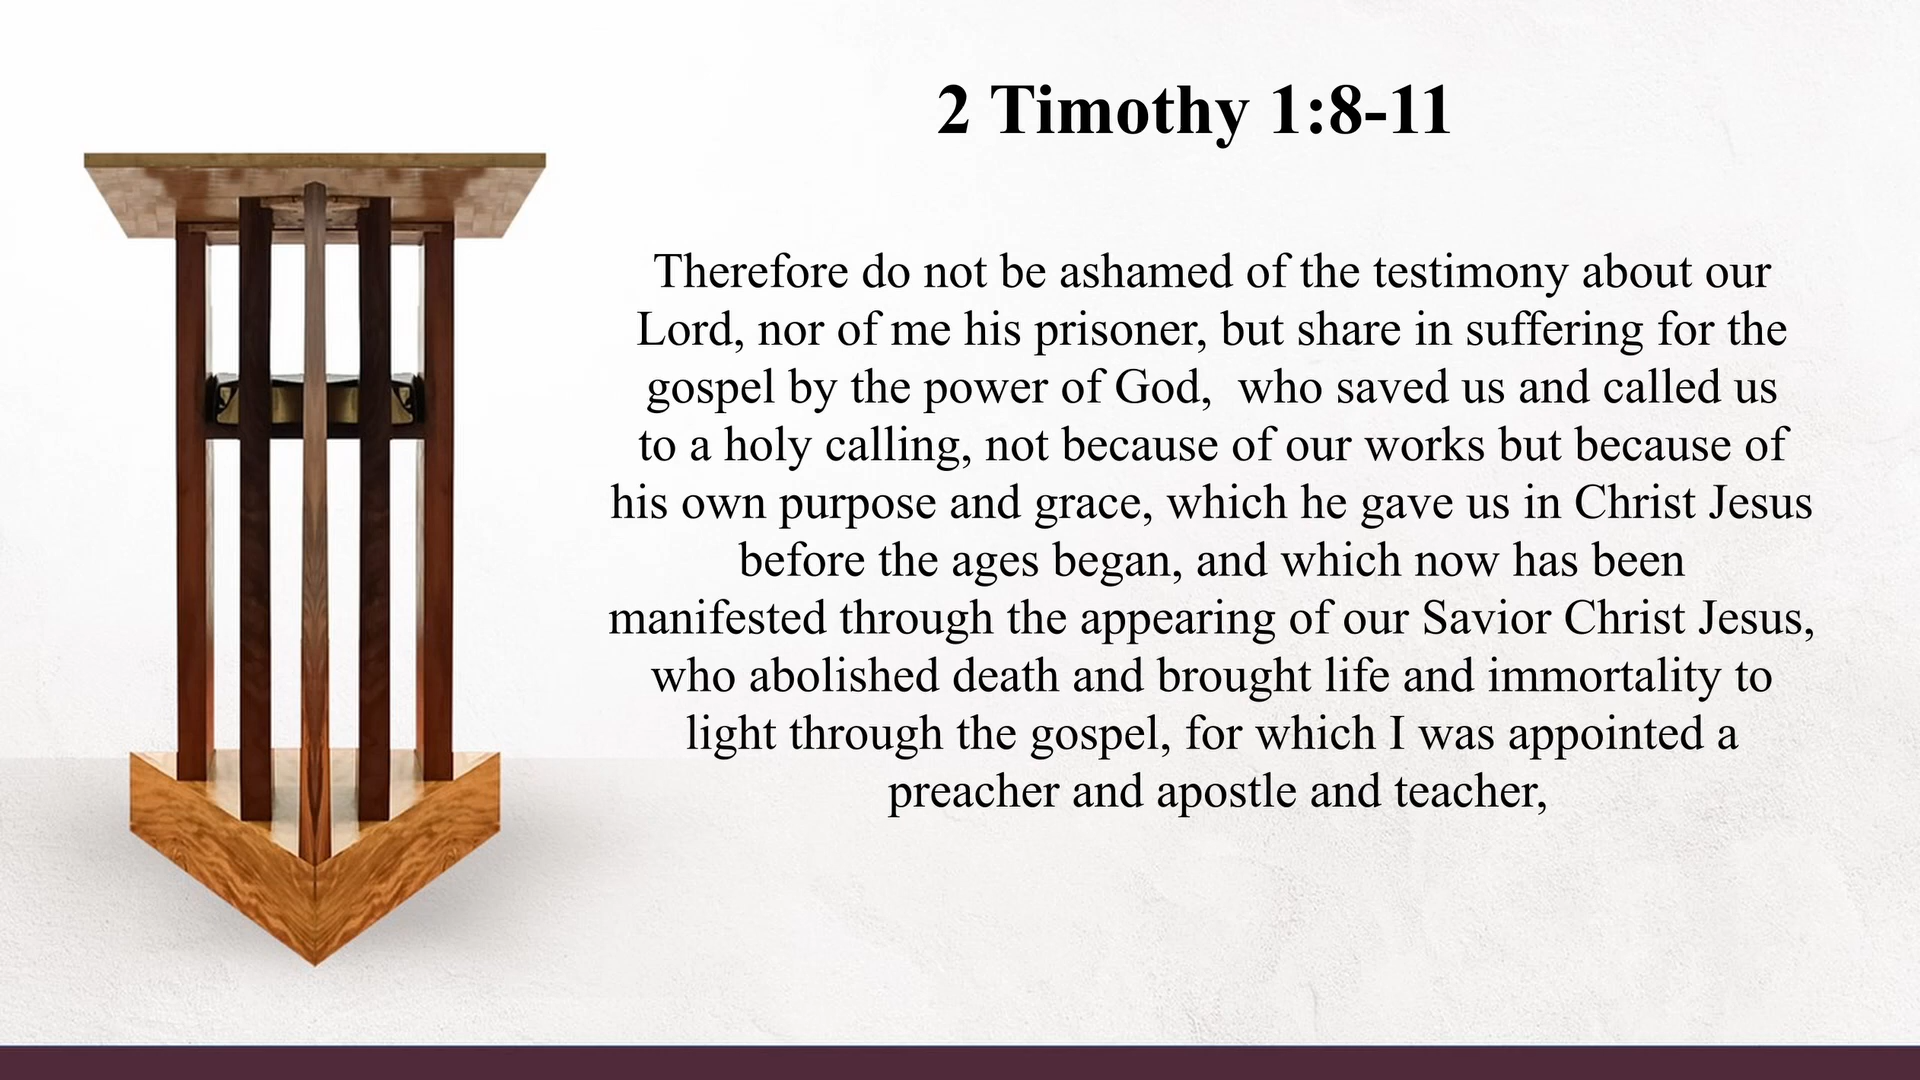 2 Timothy 1:8-11
Therefore do not be ashamed of the testimony about our
Lord, nor of me his prisoner, but share in suffering for the
gospel by the power of God,  who saved us and called us
to a holy calling, not because of our works but because of
his own purpose and grace, which he gave us in Christ Jesus
before the ages began, and which now has been
manifested through the appearing of our Savior Christ Jesus,
who abolished death and brought life and immortality to
light through the gospel, for which I was appointed a
preacher and apostle and teacher,